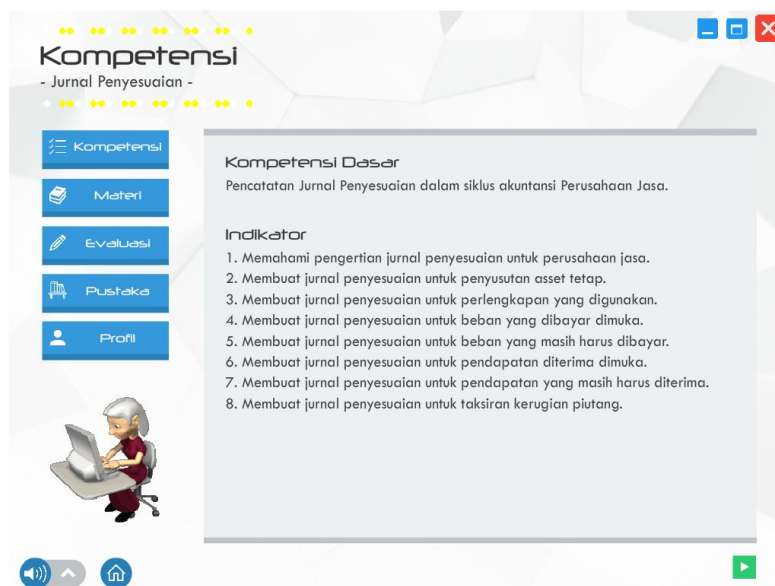 Kompetensi
- Jurnal Penyesuaian -
Kompetensi
Materi
Evaluasi
Pustaka
Profil
Kompetensi Dasar
Pencatatan Jurnal Penyesuaian dalam siklus akuntansi Perusahaan Jasa.
Indikator
1. Memahami pengertian jurnal penyesuaian untuk perusahaan jasa.
2. Membuat jurnal penyesuaian untuk penyusutan asset tetap.
3. Membuat jurnal penyesuaian untuk perlengkapan yang digunakan.
4. Membuat jurnal penyesuaian untuk beban yang dibayar dimuka.
5. Membuat jurnal penyesuaian untuk beban yang masih harus dibayar.
6. Membuat jurnal penyesuaian untuk pendapatan diterima dimuka.
7. Membuat jurnal penyesuaian untuk pendapatan yang masih harus diterima.
8. Membuat jurnal penyesuaian untuk taksiran kerugian piutang.